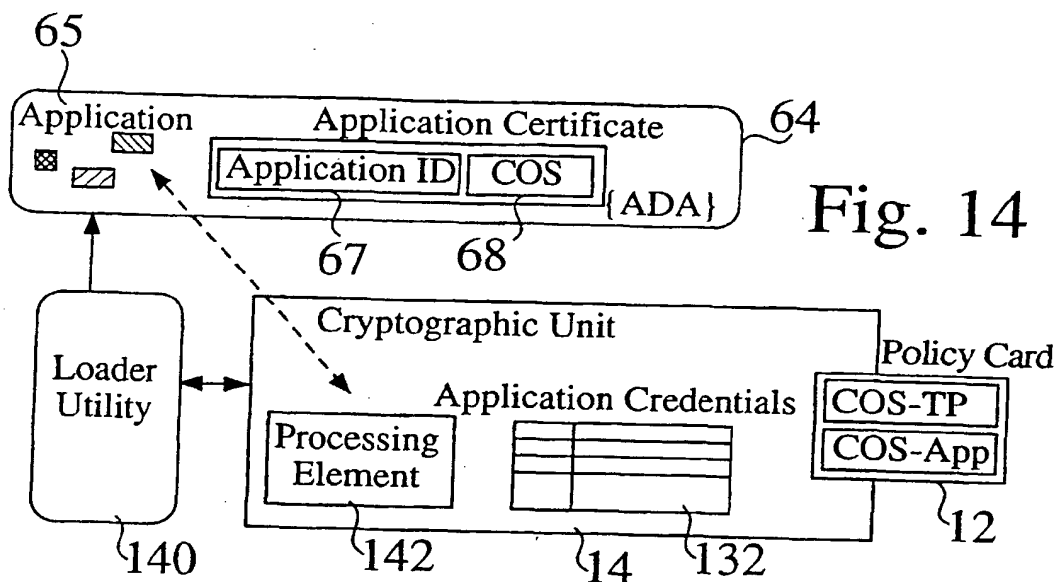 65
Application
Application Certificate
64
Application ID
COS
{ADA}
67
68
Fig. 14
Cryptographic Unit
Loader
Utility
Policy Card
COS-TP
COS-App
Application Credentials
Processing
Element
12
140
142
14
132